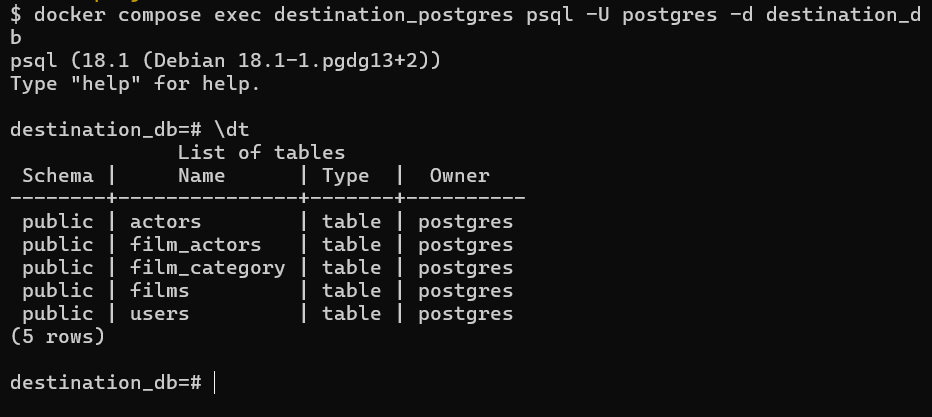 $ docker compose exec destination_postgres psql -U postgres -d destination_d
b
psql (18.1 (Debian 18.1-1.pgdg13+2))
Type "help" for help.

destination_db=# \dt
              List of tables
 Schema |     Name      | Type  |  Owner
--------+---------------+-------+----------
 public | actors        | table | postgres
 public | film_actors   | table | postgres
 public | film_category | table | postgres
 public | films         | table | postgres
 public | users         | table | postgres
(5 rows)

destination_db=#